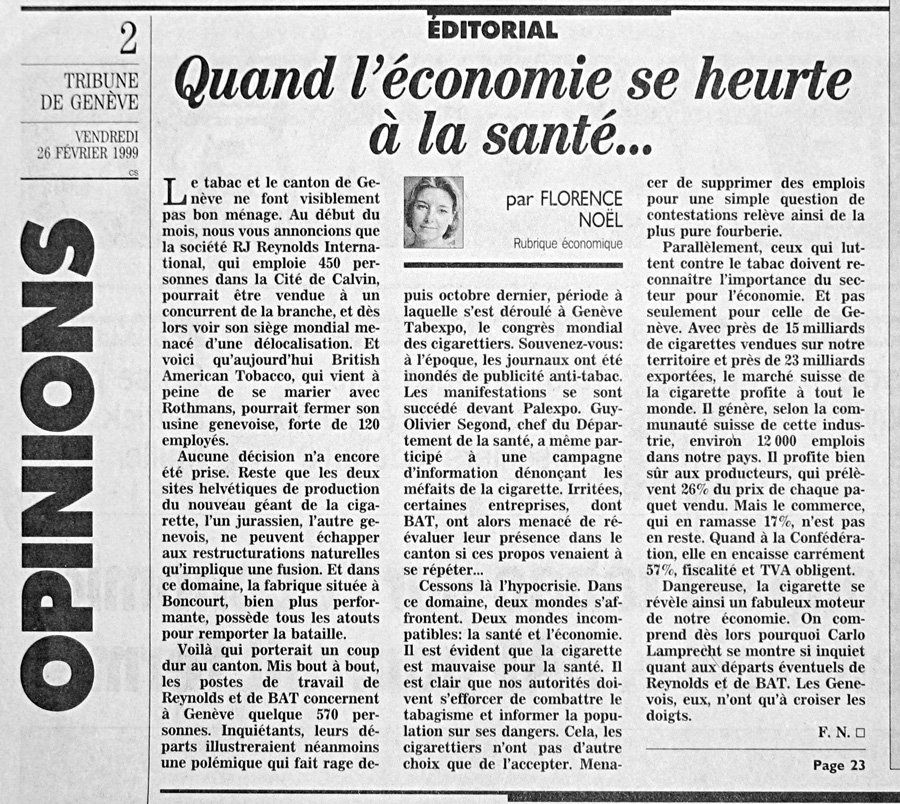 2
TRIBUNE
DE GENÈVE
VENDREDI
26 FÉVRIER 1999
cs
OPINIONS
ÉDITORIAL
Quand l’économie se heurte
à la santé...
Le tabac et le canton de Ge-
nève ne font visiblement
pas bon ménage. Au début du
mois, nous vous annoncions que
la société RJ Reynolds Interna-
tional, qui emploie 450 per-
sonnes dans la Cité de Calvin,
pourrait être vendue à un
concurrent de la branche, et dès
lors voir son siège mondial me-
nacé d’une délocalisation. Et
voici qu’aujourd’hui British
American Tobacco, qui vient à
peine de se marier avec
Rothmans, pourrait fermer son
usine genevoise, forte de 120
employés.
Aucune décision n’a encore
été prise. Reste que les deux
sites helvétiques de production
du nouveau géant de la ciga-
rette, l’un jurassien, l’autre ge-
nevois, ne peuvent échapper
aux restructurations naturelles
qu’implique une fusion. Et dans
ce domaine, la fabrique située à
Boncourt, bien plus perfor-
mante, possède tous les atouts
pour remporter la bataille.
Voilà qui porterait un coup
dur au canton. Mis bout à bout,
les postes de travail de
Reynolds et de BAT concernent
à Genève quelque 570 per-
sonnes. Inquiétants, leurs dé-
parts illustreraient néanmoins
une polémique qui fait rage de-
par FLORENCE
NOËL
Rubrique économique
puis octobre dernier, période à
laquelle s’est déroulé à Genève
Tabexpo, le congrès mondial
des cigarettiers. Souvenez-vous:
à l’époque, les journaux ont été
inondés de publicité anti-tabac.
Les manifestations se sont
succédé devant Palexpo. Guy-
Olivier Segond, chef du Dépar-
tement de la santé, a même par-
ticipé à une campagne
d’information dénonçant les
méfaits de la cigarette. Irritées,
certaines entreprises, dont
BAT, ont alors menacé de ré-
évaluer leur présence dans le
canton si ces propos venaient à
se répéter...
Cessons là l’hypocrisie. Dans
ce domaine, deux mondes s’af-
frontent. Deux mondes incom-
patibles: la santé et l’économie.
Il est évident que la cigarette
est mauvaise pour la santé. Il
est clair que nos autorités doi-
vent s’efforcer de combattre le
tabagisme et informer la popu-
lation sur ses dangers. Cela, les
cigarettiers n’ont pas d’autre
choix que de l’accepter. Mena-
cer de supprimer des emplois
pour une simple question de
contestations relève ainsi de la
plus pure fourberie.
Parallèlement, ceux qui lut-
tent contre le tabac doivent re-
connaître l’importance du sec-
teur pour l’économie. Et pas
seulement pour celle de Ge-
nève. Avec près de 15 milliards
de cigarettes vendues sur notre
territoire et près de 23 milliards
exportées, le marché suisse de
la cigarette profite à tout le
monde. Il génère, selon la com-
munauté suisse de cette indus-
trie, environ 12 000 emplois
dans notre pays. Il profite bien
sûr aux producteurs, qui prélè-
vent 26% du prix de chaque pa-
quet vendu. Mais le commerce,
qui en ramasse 17%, n’est pas
en reste. Quand à la Confédéra-
tion, elle en encaisse carrément
57%, fiscalité et TVA obligent.
Dangereuse, la cigarette se
révèle ainsi un fabuleux moteur
de notre économie. On com-
prend dès lors pourquoi Carlo
Lamprecht se montre si inquiet
quant aux départs éventuels de
Reynolds et de BAT. Les Gene-
vois, eux, n’ont qu’à croiser les
doigts.
F. N. □
Page 23